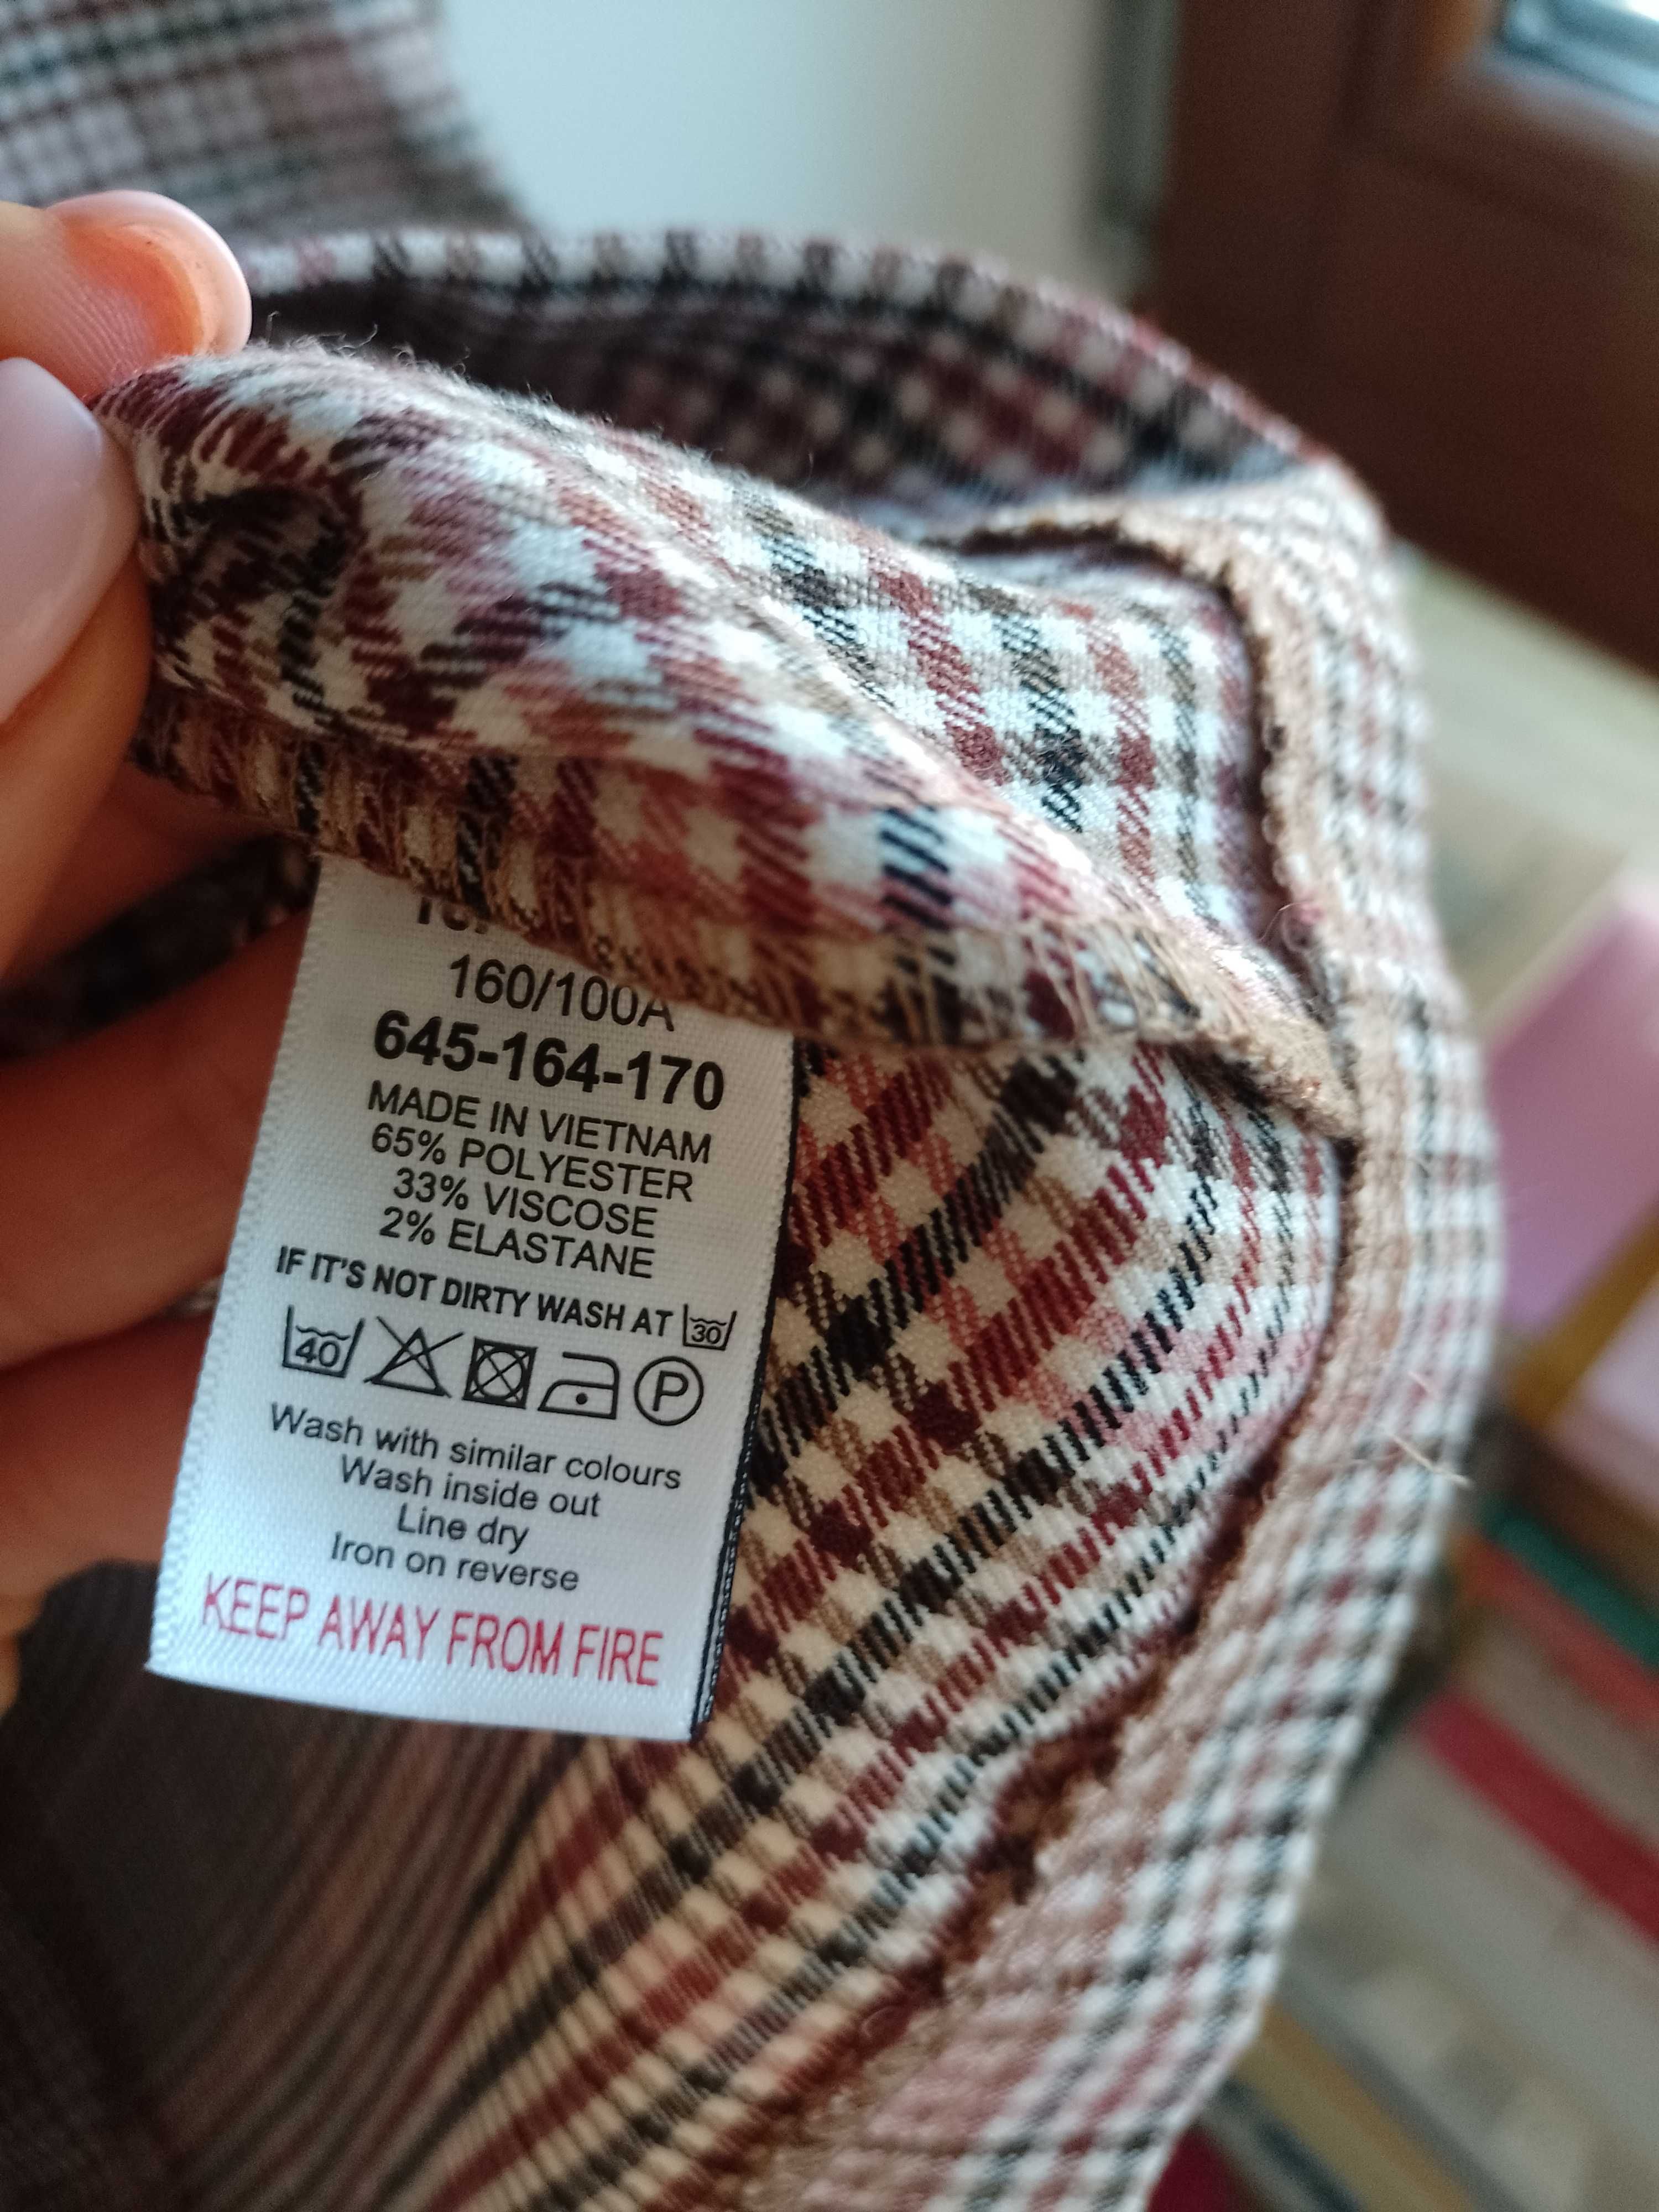 160/100A
645-164-170
MADE IN VIETNAM
65% POLYESTER
33% VISCOSE
2% ELASTANE
IF IT'S NOT DIRTY WASH AT 30
40 P
Wash with similar colours
Wash inside out
Line dry
Iron on reverse
KEEP AWAY FROM FIRE